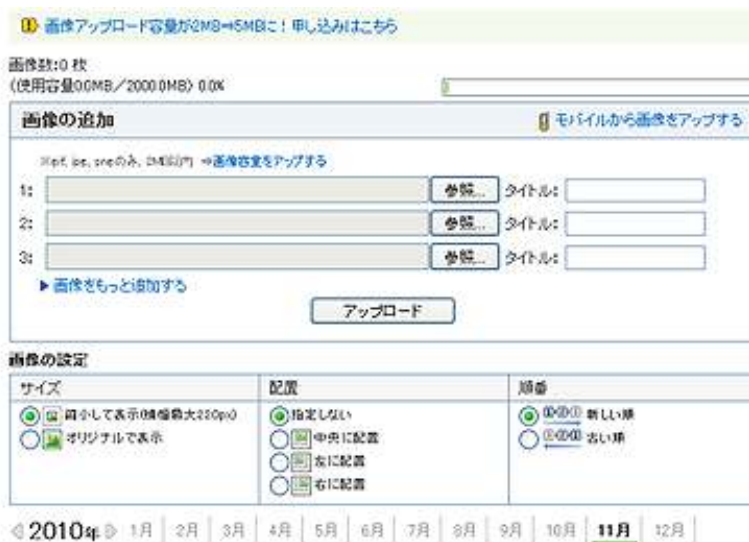 画像アップロード容量が2MB⇒5MBに!申し込みはこちら
画像数:0 枚
(使用容量0.0MB/2000.0MB) 0.0%
画像の追加 モバイルから画像をアップする
※gif, jpg, pngのみ、2MB以内 ⇒画像容量をアップする
1: 参照... タイトル:
2: 参照... タイトル:
3: 参照... タイトル:
画像をもっと追加する
アップロード
画像の設定
サイズ 配置 順番
縮小して表示(横幅最大220px) 指定しない 新しい順
オリジナルで表示 中央に配置 古い順
左に配置
右に配置
2010年 1月 2月 3月 4月 5月 6月 7月 8月 9月 10月 11月 12月